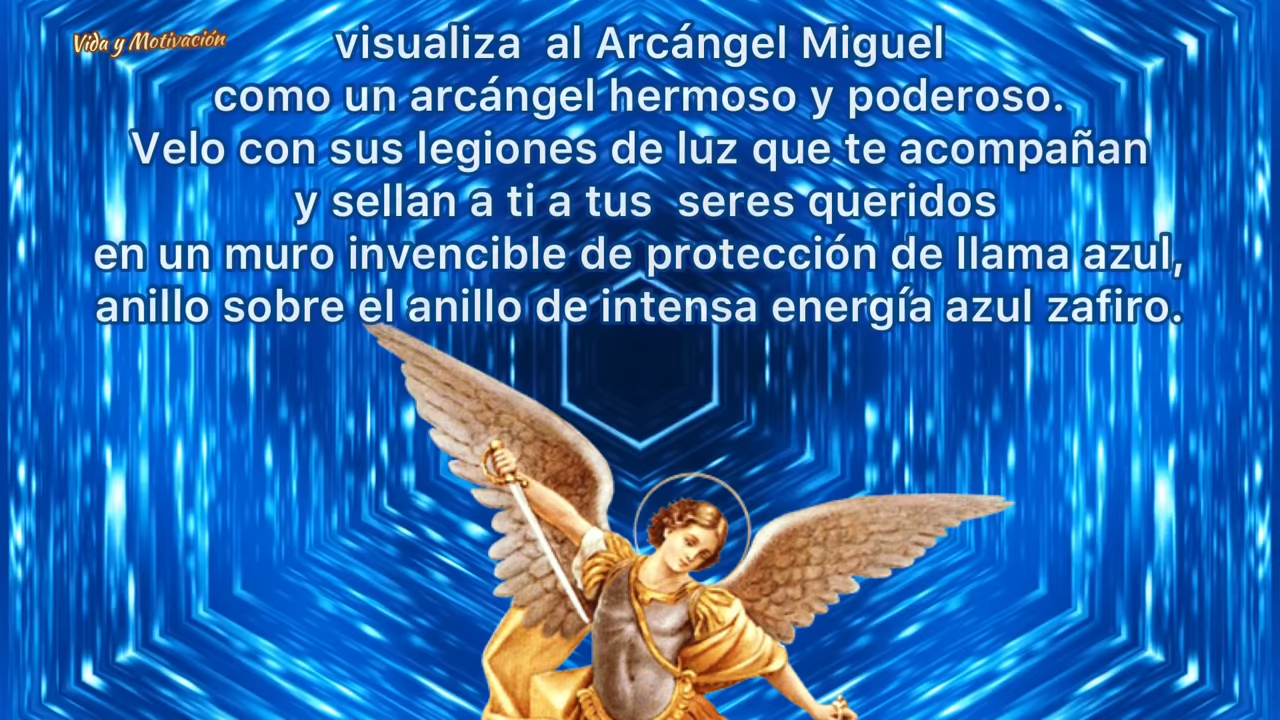 Vida y Motivación
visualiza al Arcángel Miguel
como un arcángel hermoso y poderoso.
Velo con sus legiones de luz que te acompañan
y sellan a ti a tus seres queridos
en un muro invencible de protección de llama azul,
anillo sobre el anillo de intensa energía azul zafiro.